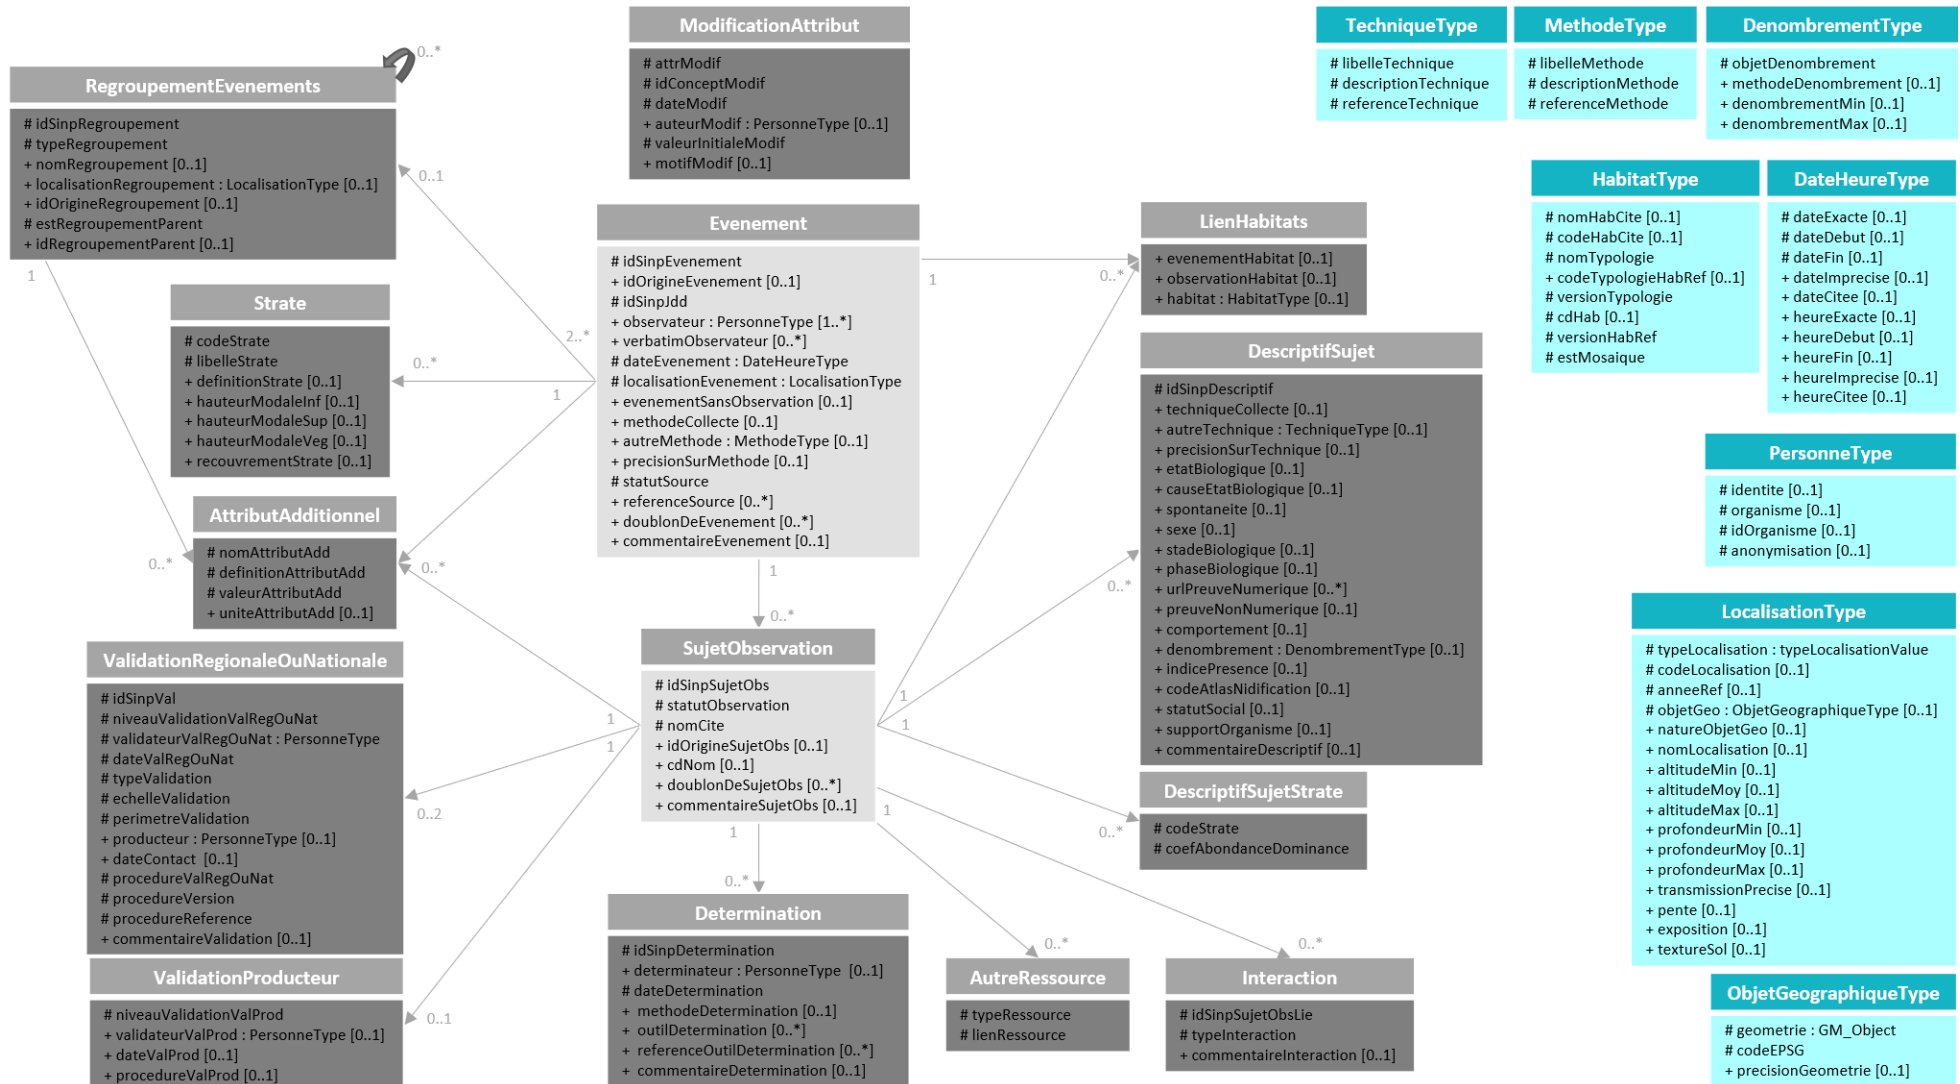 ModificationAttribut
# attrModif
# idConceptModif
# dateModif
+ auteurModif : PersonneType [0..1]
# valeurInitialeModif
+ motifModif [0..1]
TechniqueType
# libelleTechnique
# descriptionTechnique
# referenceTechnique
MethodeType
# libelleMethode
# descriptionMethode
# referenceMethode
DenombrementType
# objetDenombrement
+ methodeDenombrement [0..1]
+ denombrementMin [0..1]
+ denombrementMax [0..1]
0..*
RegroupementEvenements
# idSinpRegroupement
# typeRegroupement
+ nomRegroupement [0..1]
+ localisationRegroupement : LocalisationType [0..1]
+ idOrigineRegroupement [0..1]
# estRegroupementParent
+ idRegroupementParent [0..1]
0..1
1
2..*
Evenement
# idSinpEvenement
+ idOrigineEvenement [0..1]
# idSinpJdd
+ observateur : PersonneType [1..*]
+ verbatimObservateur [0..*]
# dateEvenement : DateHeureType
# localisationEvenement : LocalisationType
+ evenementSansObservation [0..1]
+ methodeCollecte [0..1]
+ autreMethode : MethodeType [0..1]
+ precisionSurMethode [0..1]
# statutSource
+ referenceSource [0..*]
+ doublonDeEvenement [0..*]
+ commentaireEvenement [0..1]
1
0..*
LienHabitats
+ evenementHabitat [0..1]
+ observationHabitat [0..1]
+ habitat : HabitatType [0..1]
HabitatType
# nomHabCite [0..1]
# codeHabCite [0..1]
# nomTypologie
+ codeTypologieHabRef [0..1]
# versionTypologie
# cdHab [0..1]
# versionHabRef
# estMosaique
DateHeureType
# dateExacte [0..1]
# dateDebut [0..1]
# dateFin [0..1]
+ dateImprecise [0..1]
+ dateCitee [0..1]
+ heureExacte [0..1]
+ heureDebut [0..1]
+ heureFin [0..1]
+ heureImprecise [0..1]
+ heureCitee [0..1]
Strate
# codeStrate
# libelleStrate
+ definitionStrate [0..1]
+ hauteurModaleInf [0..1]
+ hauteurModaleSup [0..1]
+ hauteurModaleVeg [0..1]
+ recouvrementStrate [0..1]
0..*
1
DescriptifSujet
# idSinpDescriptif
+ techniqueCollecte [0..1]
+ autreTechnique : TechniqueType [0..1]
+ precisionSurTechnique [0..1]
+ etatBiologique [0..1]
+ causeEtatBiologique [0..1]
+ spontaneite [0..1]
+ sexe [0..1]
+ stadeBiologique [0..1]
+ phaseBiologique [0..1]
+ urlPreuveNumerique [0..*]
+ preuveNonNumerique [0..1]
+ comportement [0..1]
+ denombrement : DenombrementType [0..1]
+ indicePresence [0..1]
+ codeAtlasNidification [0..1]
+ statutSocial [0..1]
+ supportOrganisme [0..1]
+ commentaireDescriptif [0..1]
PersonneType
# identite [0..1]
# organisme [0..1]
# idOrganisme [0..1]
# anonymisation [0..1]
AttributAdditionnel
# nomAttributAdd
# definitionAttributAdd
# valeurAttributAdd
+ uniteAttributAdd [0..1]
0..*
0..*
1
0..*
0..*
LocalisationType
# typeLocalisation : typeLocalisationValue
# codeLocalisation [0..1]
# anneeRef [0..1]
# objetGeo : ObjetGeographiqueType [0..1]
+ natureObjetGeo [0..1]
+ nomLocalisation [0..1]
+ altitudeMin [0..1]
+ altitudeMoy [0..1]
+ altitudeMax [0..1]
+ profondeurMin [0..1]
+ profondeurMoy [0..1]
+ profondeurMax [0..1]
+ transmissionPrecise [0..1]
+ pente [0..1]
+ exposition [0..1]
+ textureSol [0..1]
ValidationRegionaleOuNationale
# idSinpVal
# niveauValidationValRegOuNat
# validateurValRegOuNat : PersonneType
# dateValRegOuNat
# typeValidation
# echelleValidation
# perimetreValidation
+ producteur : PersonneType [0..1]
+ dateContact [0..1]
# procedureValRegOuNat
# procedureVersion
# procedureReference
+ commentaireValidation [0..1]
SujetObservation
# idSinpSujetObs
# statutObservation
# nomCite
+ idOrigineSujetObs [0..1]
+ cdNom [0..1]
+ doublonDeSujetObs [0..*]
+ commentaireSujetObs [0..1]
1
1
1
1
0..2
1
1
0..*
DescriptifSujetStrate
# codeStrate
# coefAbondanceDominance
0..*
0..*
0..*
ValidationProducteur
# niveauValidationValProd
+ validateurValProd : PersonneType [0..1]
+ dateValProd [0..1]
+ procedureValProd [0..1]
0..1
Determination
# idSinpDetermination
+ determinateur : PersonneType [0..1]
# dateDetermination
+ methodeDetermination [0..1]
+ outilDetermination [0..*]
+ referenceOutilDetermination [0..*]
+ commentaireDetermination [0..1]
AutreRessource
# typeRessource
# lienRessource
Interaction
# idSinpSujetObsLie
# typeInteraction
+ commentaireInteraction [0..1]
ObjetGeographiqueType
# geometrie : GM_Object
# codeEPSG
+ precisionGeometrie [0..1]